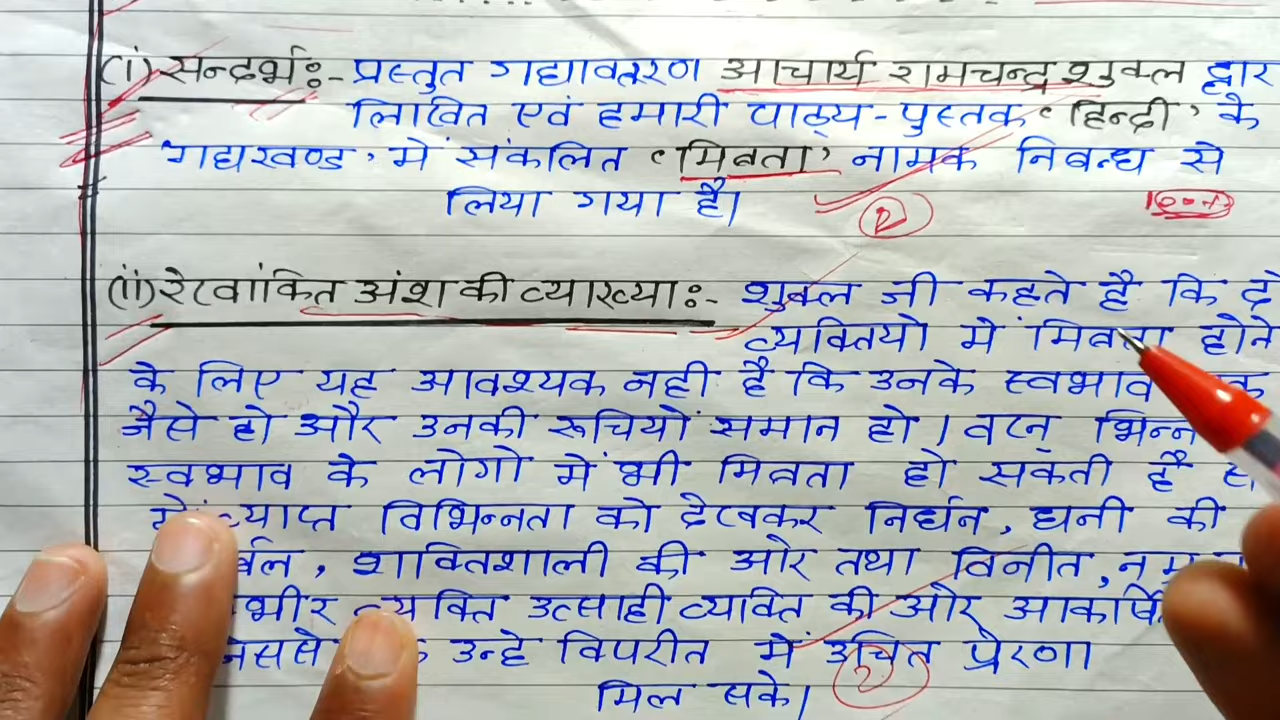 (i) सन्दर्भः- प्रस्तुत गद्यावतरण आचार्य रामचन्द्र शुक्ल द्वार
लिखित एवं हमारी पाठ्य-पुस्तक 'हिन्दी' के
गद्यखण्ड' में संकलित 'मित्रता' नामक निबन्ध से
लिया गया है।
(ii) रेखांकित अंश की व्याख्याः- शुक्ल जी कहते है कि दो
व्यक्तियो में मित्रता होने
के लिए यह आवश्यक नही है कि उनके स्वभाव
जैसे हो और उनकी रूचियों समान हो। वरन् भिन्न
स्वभाव के लोगो में भी मित्रता हो सकती है
में व्याप्त विभिन्नता को देखकर निर्धन, धनी की
शक्तिशाली की ओर तथा विनीत,
व्यक्ति उत्साही व्यक्ति की ओर
उन्हे विपरीत में उचित प्रेरणा
मिल सके।